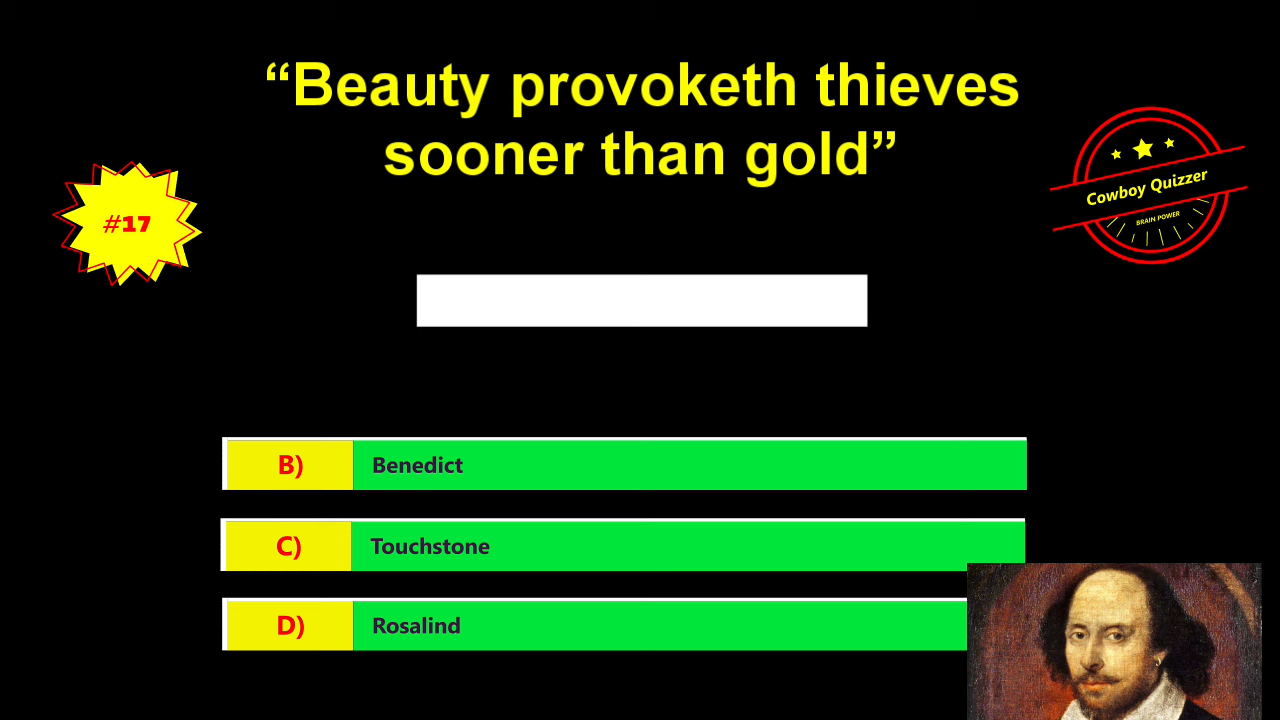 “Beauty provoketh thieves
sooner than gold”
#17
Cowboy Quizzer
BRAIN POWER
B) Benedict
C) Touchstone
D) Rosalind